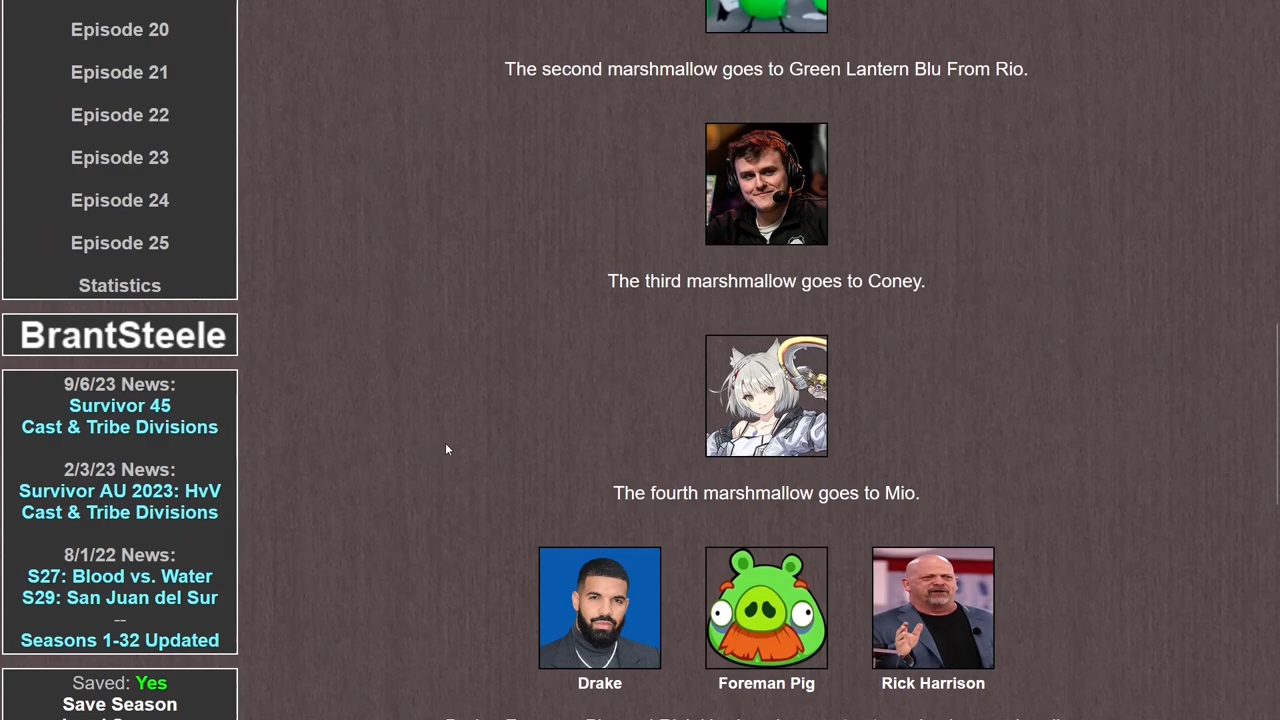 Episode 20
Episode 21
Episode 22
Episode 23
Episode 24
Episode 25
Statistics
BrantSteele
9/6/23 News:
Survivor 45
Cast & Tribe Divisions
2/3/23 News:
Survivor AU 2023: HvV
Cast & Tribe Divisions
8/1/22 News:
S27: Blood vs. Water
S29: San Juan del Sur
--
Seasons 1-32 Updated
Saved: Yes
Save Season
The second marshmallow goes to Green Lantern Blu From Rio.
The third marshmallow goes to Coney.
The fourth marshmallow goes to Mio.
Drake Foreman Pig Rick Harrison